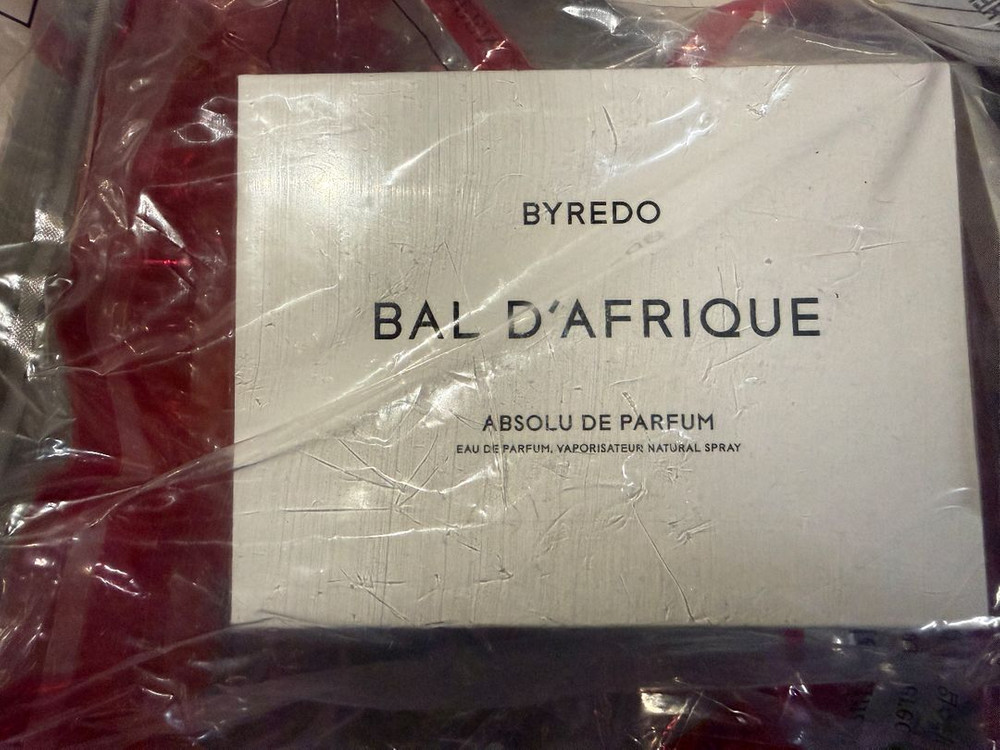 BYREDO
BAL D'AFRIQUE
ABSOLU DE PARFUM
EAU DE PARFUM, VAPORISATEUR NATURAL SPRAY